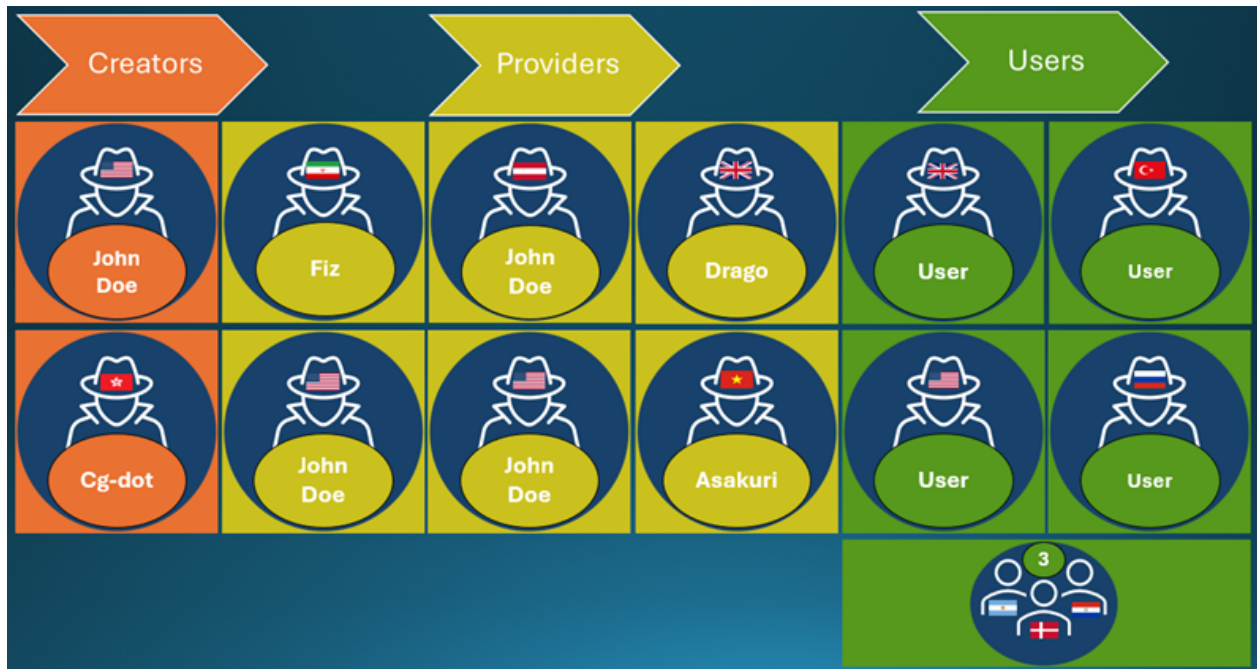 Creators
Providers
Users
John
Doe
Fiz
John
Doe
Drago
User
User
Cg-dot
John
Doe
John
Doe
Asakuri
User
User
3